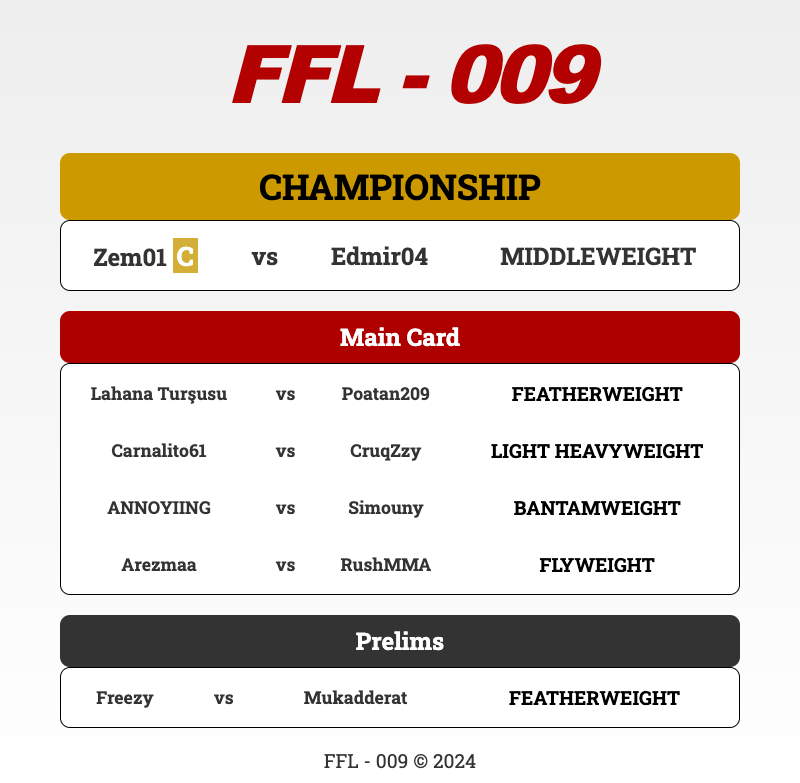 FFL - 009
CHAMPIONSHIP
Zem01 C vs Edmir04 MIDDLEWEIGHT
Main Card
Lahana Turşusu vs Poatan209 FEATHERWEIGHT
Carnalito61 vs CruqZzy LIGHT HEAVYWEIGHT
ANNOYIING vs Simouny BANTAMWEIGHT
Arezmaa vs RushMMA FLYWEIGHT
Prelims
Freezy vs Mukadderat FEATHERWEIGHT
FFL - 009 © 2024